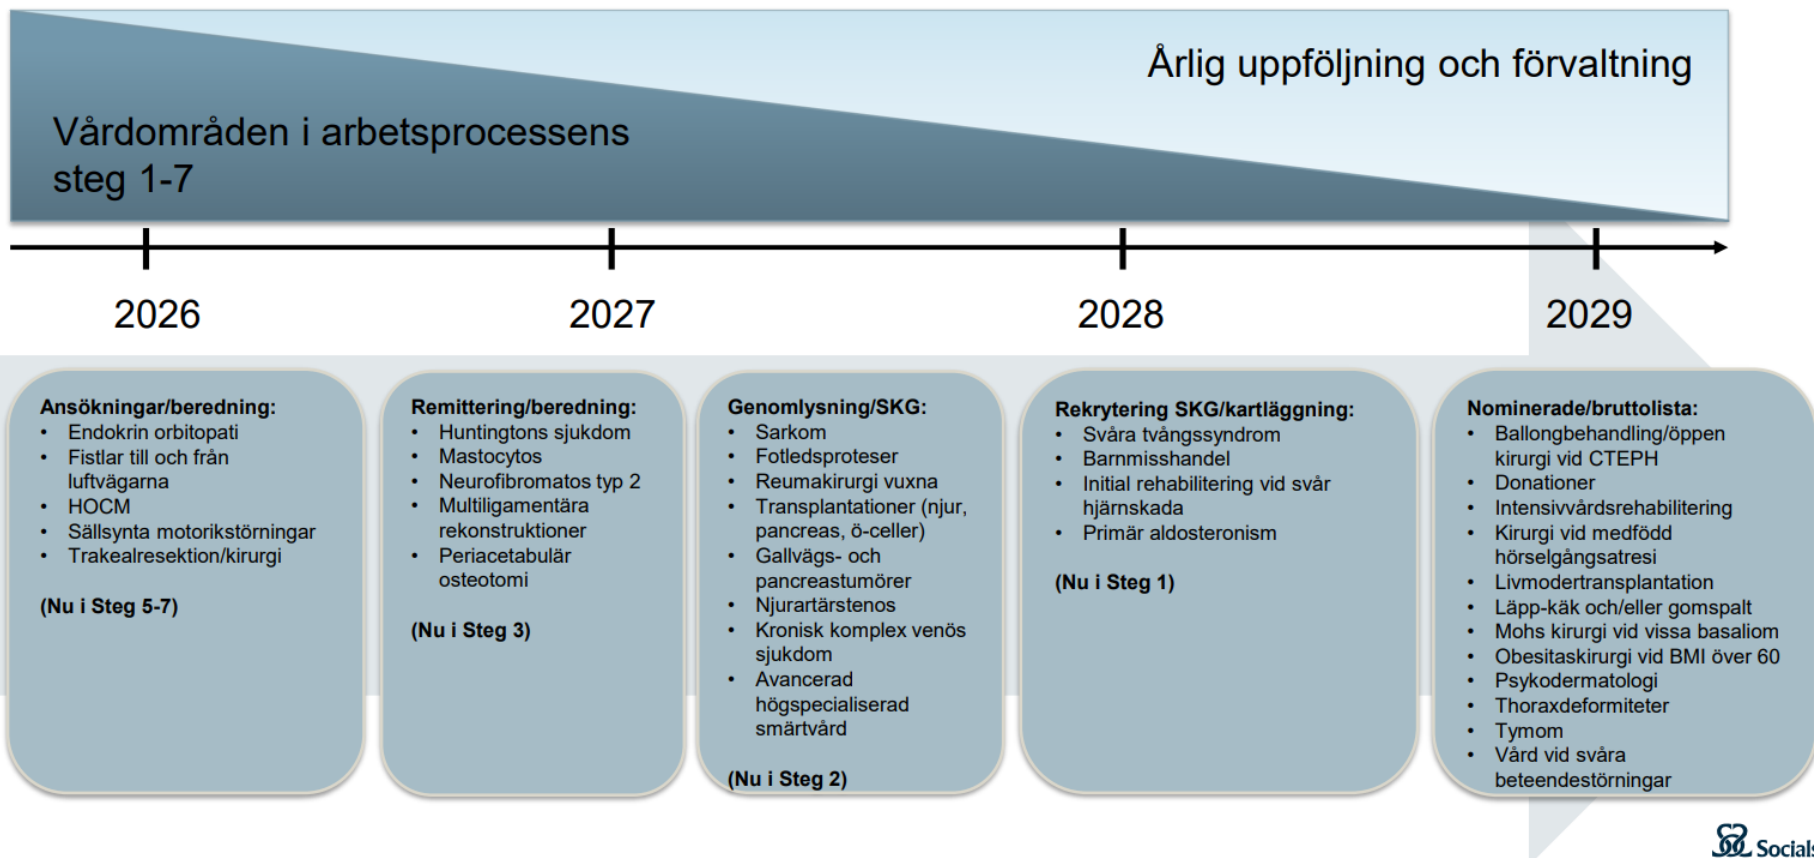 Årlig uppföljning och förvaltning
Vårdområden i arbetsprocessens
steg 1-7
2026
2027
2028
2029
Ansökningar/beredning:
• Endokrin orbitopati
• Fistlar till och från
luftvägarna
• HOCM
• Sällsynta motorikstörningar
• Trakealresektion/kirurgi
(Nu i Steg 5-7)
Remittering/beredning:
• Huntingtons sjukdom
• Mastocytos
• Neurofibromatos typ 2
• Multiligamentära
rekonstruktioner
• Periacetabulär
osteotomi
(Nu i Steg 3)
Genomlysning/SKG:
• Sarkom
• Fotledsproteser
• Reumakirurgi vuxna
• Transplantationer (njur,
pancreas, ö-celler)
• Gallvägs- och
pancreastumörer
• Njurartärstenos
• Kronisk komplex venös
sjukdom
• Avancerad
högspecialiserad
smärtvård
(Nu i Steg 2)
Rekrytering SKG/kartläggning:
• Svåra tvångssyndrom
• Barnmisshandel
• Initial rehabilitering vid svår
hjärnskada
• Primär aldosteronism
(Nu i Steg 1)
Nominerade/bruttolista:
• Ballongbehandling/öppen
kirurgi vid CTEPH
• Donationer
• Intensivvårdsrehabilitering
• Kirurgi vid medfödd
hörselgångsatresi
• Livmodertransplantation
• Läpp-käk och/eller gomspalt
• Mohs kirurgi vid vissa basaliom
• Obesitaskirurgi vid BMI över 60
• Psykodermatologi
• Thoraxdeformiteter
• Tymom
• Vård vid svåra
beteendestörningar
Socials